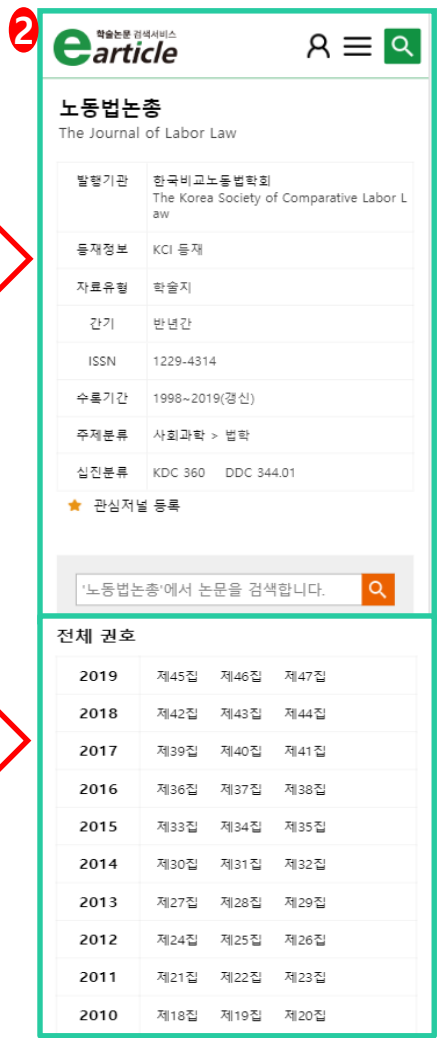 2
학술논문 검색서비스
earticle
노동법논총
The Journal of Labor Law
발행기관 한국비교노동법학회
The Korea Society of Comparative Labor L
aw
등재정보 KCI 등재
자료유형 학술지
간기 반년간
ISSN 1229-4314
수록기간 1998~2019(갱신)
주제분류 사회과학 > 법학
십진분류 KDC 360 DDC 344.01
관심저널 등록
'노동법논총'에서 논문을 검색합니다.
전체 권호
2019 제45집 제46집 제47집
2018 제42집 제43집 제44집
2017 제39집 제40집 제41집
2016 제36집 제37집 제38집
2015 제33집 제34집 제35집
2014 제30집 제31집 제32집
2013 제27집 제28집 제29집
2012 제24집 제25집 제26집
2011 제21집 제22집 제23집
2010 제18집 제19집 제20집